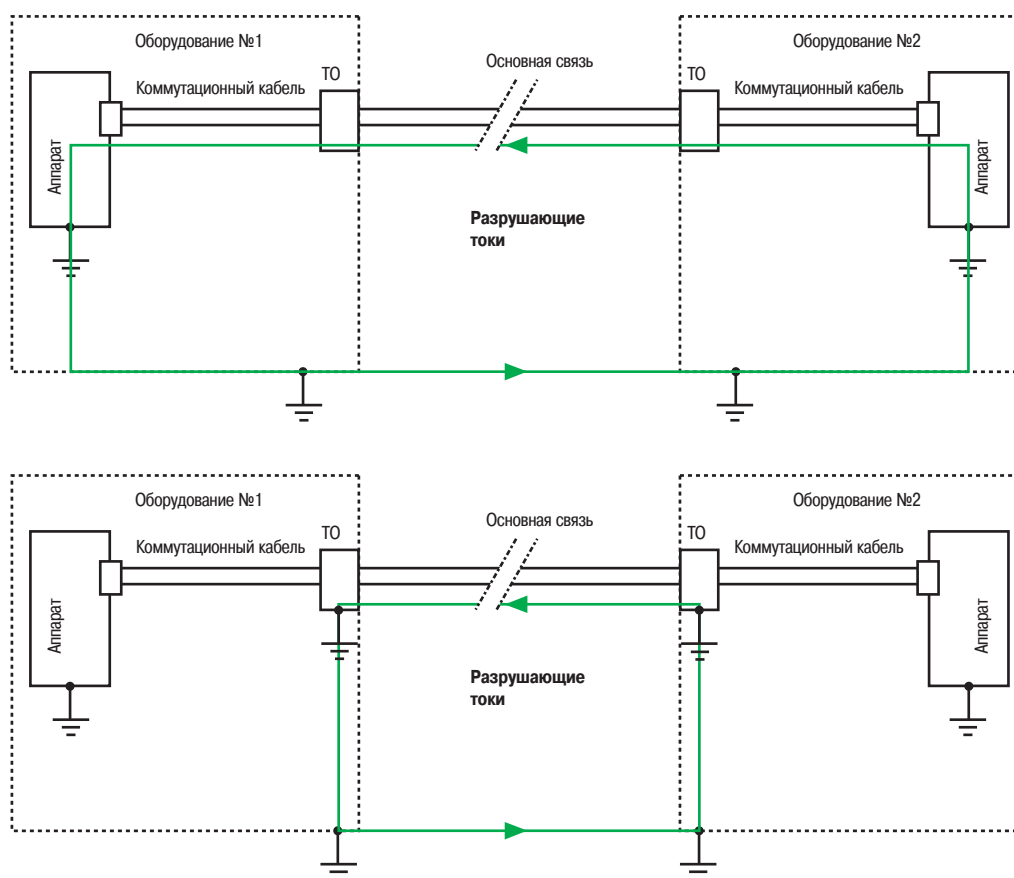 Оборудование №1
Оборудование №2
Основная связь
Коммутационный кабель
ТО
ТО
Коммутационный кабель
Аппарат
Аппарат
Разрушающие
токи
Оборудование №1
Оборудование №2
Основная связь
Коммутационный кабель
ТО
ТО
Коммутационный кабель
Аппарат
Аппарат
Разрушающие
токи